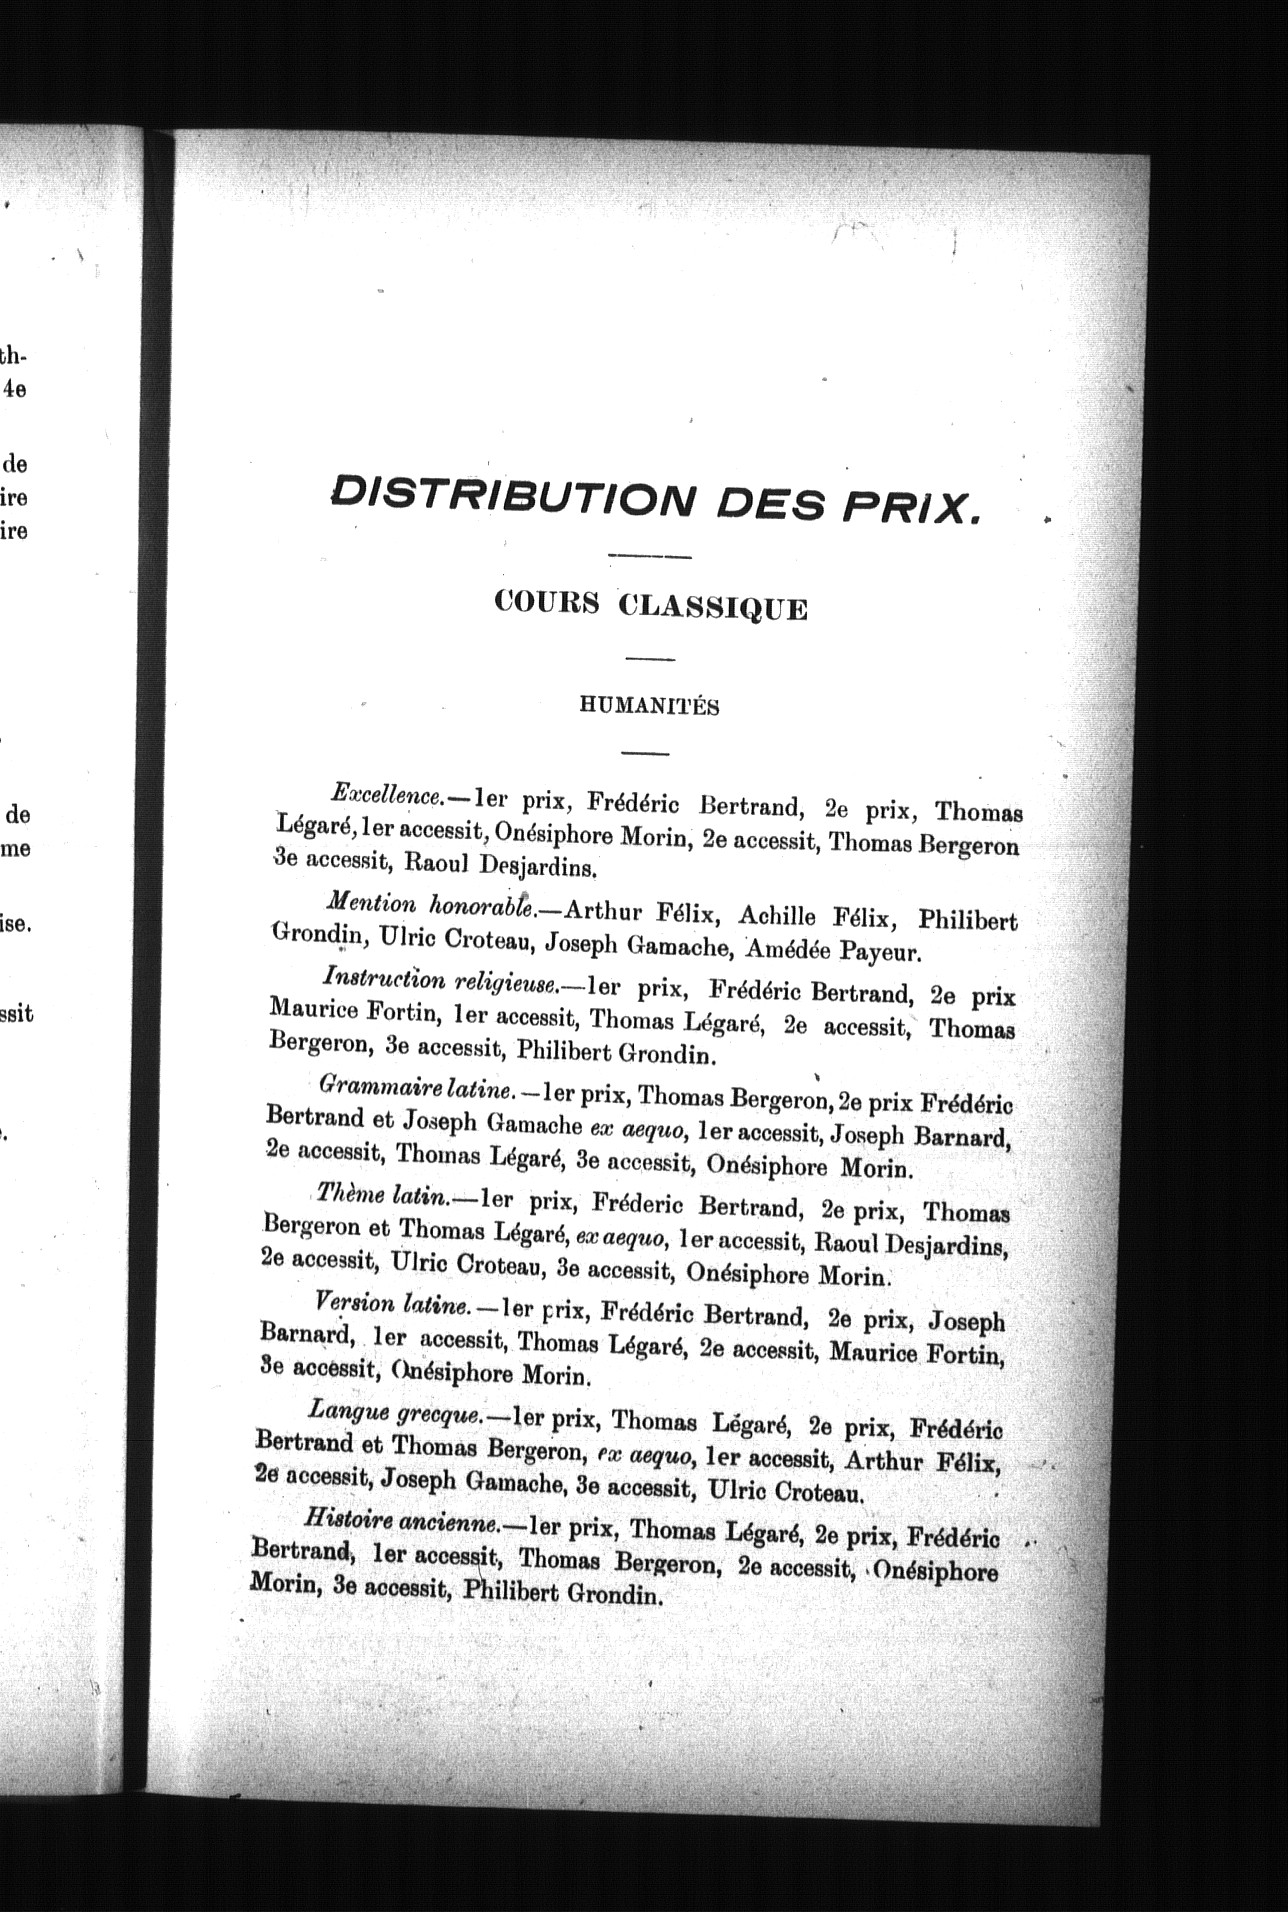 th-
4e
de
ire
ire
de
me
ise.
ssit
DISTRIBUTION DES PRIX.
COURS CLASSIQUE
HUMANITÉS
Excellence.—1er prix, Frédéric Bertrand, 2e prix, Thomas
Légaré, 1er accessit, Onésiphore Morin, 2e accessit, Thomas Bergeron
3e accessit, Raoul Desjardins.
Mention honorable.—Arthur Félix, Achille Félix, Philibert
Grondin, Ulric Croteau, Joseph Gamache, Amédée Payeur.
Instruction religieuse.—1er prix, Frédéric Bertrand, 2e prix
Maurice Fortin, 1er accessit, Thomas Légaré, 2e accessit, Thomas
Bergeron, 3e accessit, Philibert Grondin.
Grammaire latine.—1er prix, Thomas Bergeron, 2e prix Frédéric
Bertrand et Joseph Gamache ex aequo, 1er accessit, Joseph Barnard,
2e accessit, Thomas Légaré, 3e accessit, Onésiphore Morin.
Thème latin.—1er prix, Fréderic Bertrand, 2e prix, Thomas
Bergeron et Thomas Légaré, ex aequo, 1er accessit, Raoul Desjardins,
2e accessit, Ulric Croteau, 3e accessit, Onésiphore Morin.
Version latine.—1er prix, Frédéric Bertrand, 2e prix, Joseph
Barnard, 1er accessit, Thomas Légaré, 2e accessit, Maurice Fortin,
3e accessit, Onésiphore Morin.
Langue grecque.—1er prix, Thomas Légaré, 2e prix, Frédéric
Bertrand et Thomas Bergeron, ex aequo, 1er accessit, Arthur Félix,
2e accessit, Joseph Gamache, 3e accessit, Ulric Croteau.
Histoire ancienne.—1er prix, Thomas Légaré, 2e prix, Frédéric
Bertrand, 1er accessit, Thomas Bergeron, 2e accessit, Onésiphore
Morin, 3e accessit, Philibert Grondin.